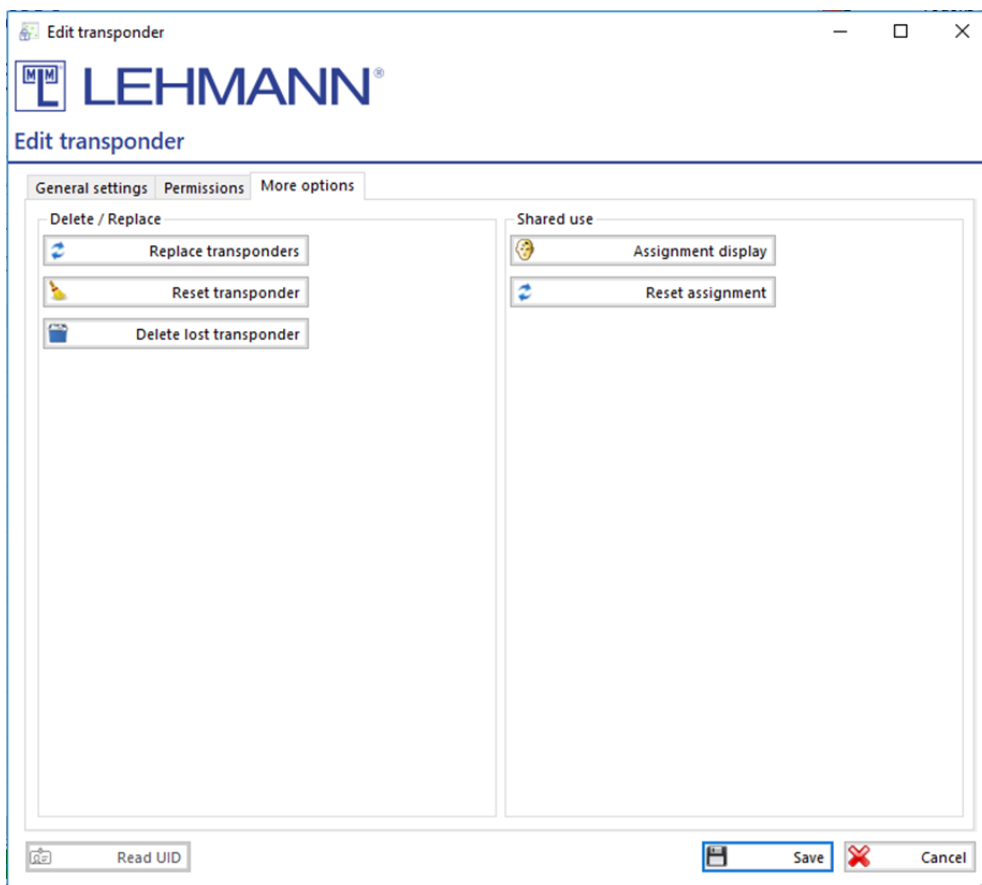 Edit transponder
MLM LEHMANN®
Edit transponder
General settings Permissions More options
Delete / Replace
Replace transponders
Reset transponder
Delete lost transponder
Shared use
Assignment display
Reset assignment
Read UID
Save
Cancel